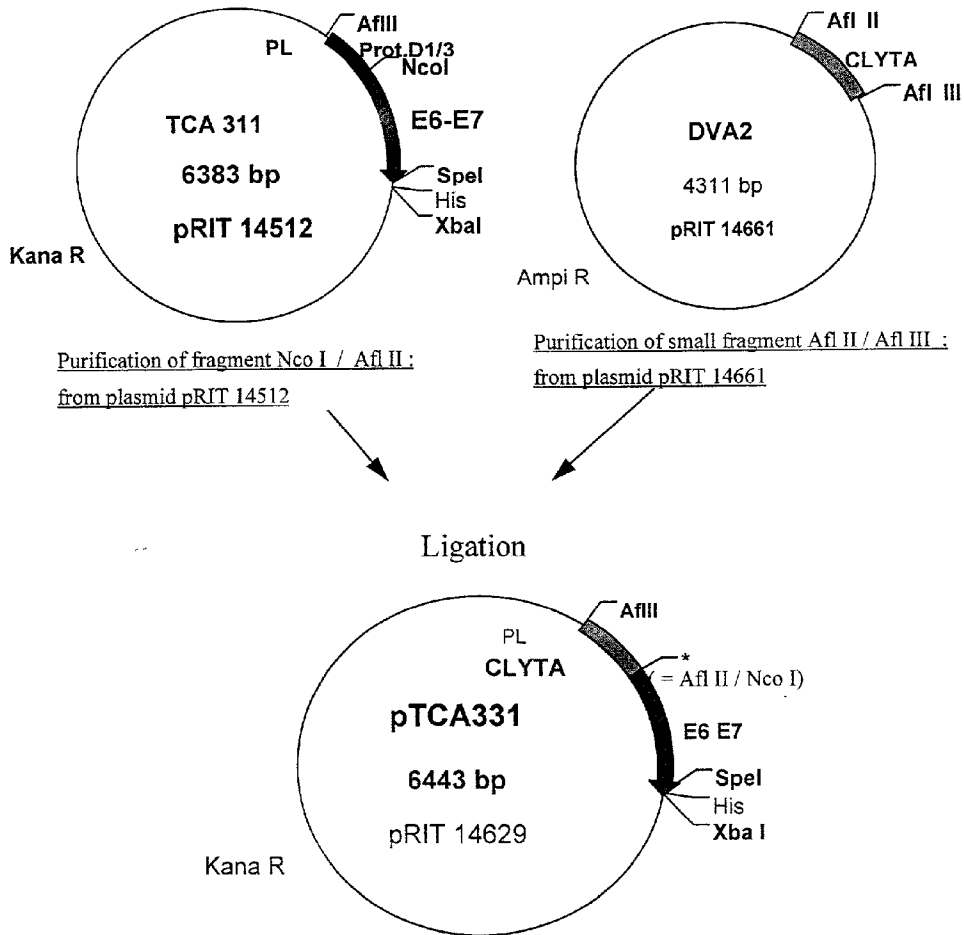 AflII
PL
Prot.D1/3
NcoI
E6-E7
TCA 311
6383 bp
pRIT 14512
SpeI
His
XbaI
Kana R
Afl II
CLYTA
Afl III
DVA2
4311 bp
pRIT 14661
Ampi R
Purification of fragment Nco I / Afl II :
from plasmid pRIT 14512
Purification of small fragment Afl II / Afl III :
from plasmid pRIT 14661
Ligation
AflII
PL
CLYTA
*
( = Afl II / Nco I)
pTCA331
E6 E7
6443 bp
SpeI
His
Xba I
pRIT 14629
Kana R